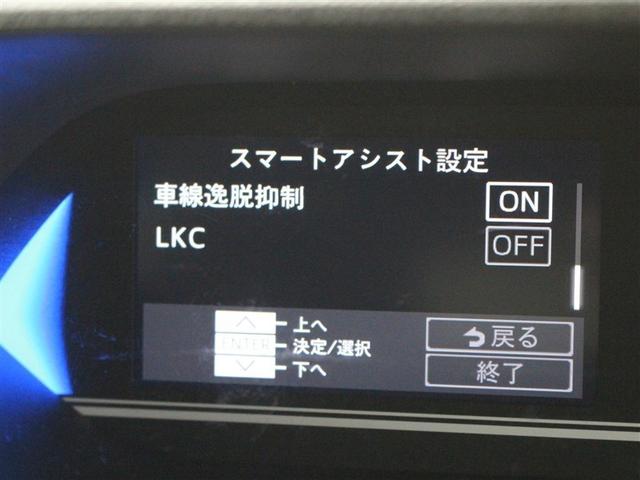 スマートアシスト設定
車線逸脱抑制 ON
LKC OFF
上へ
ENTER 決定/選択
下へ
戻る
終了